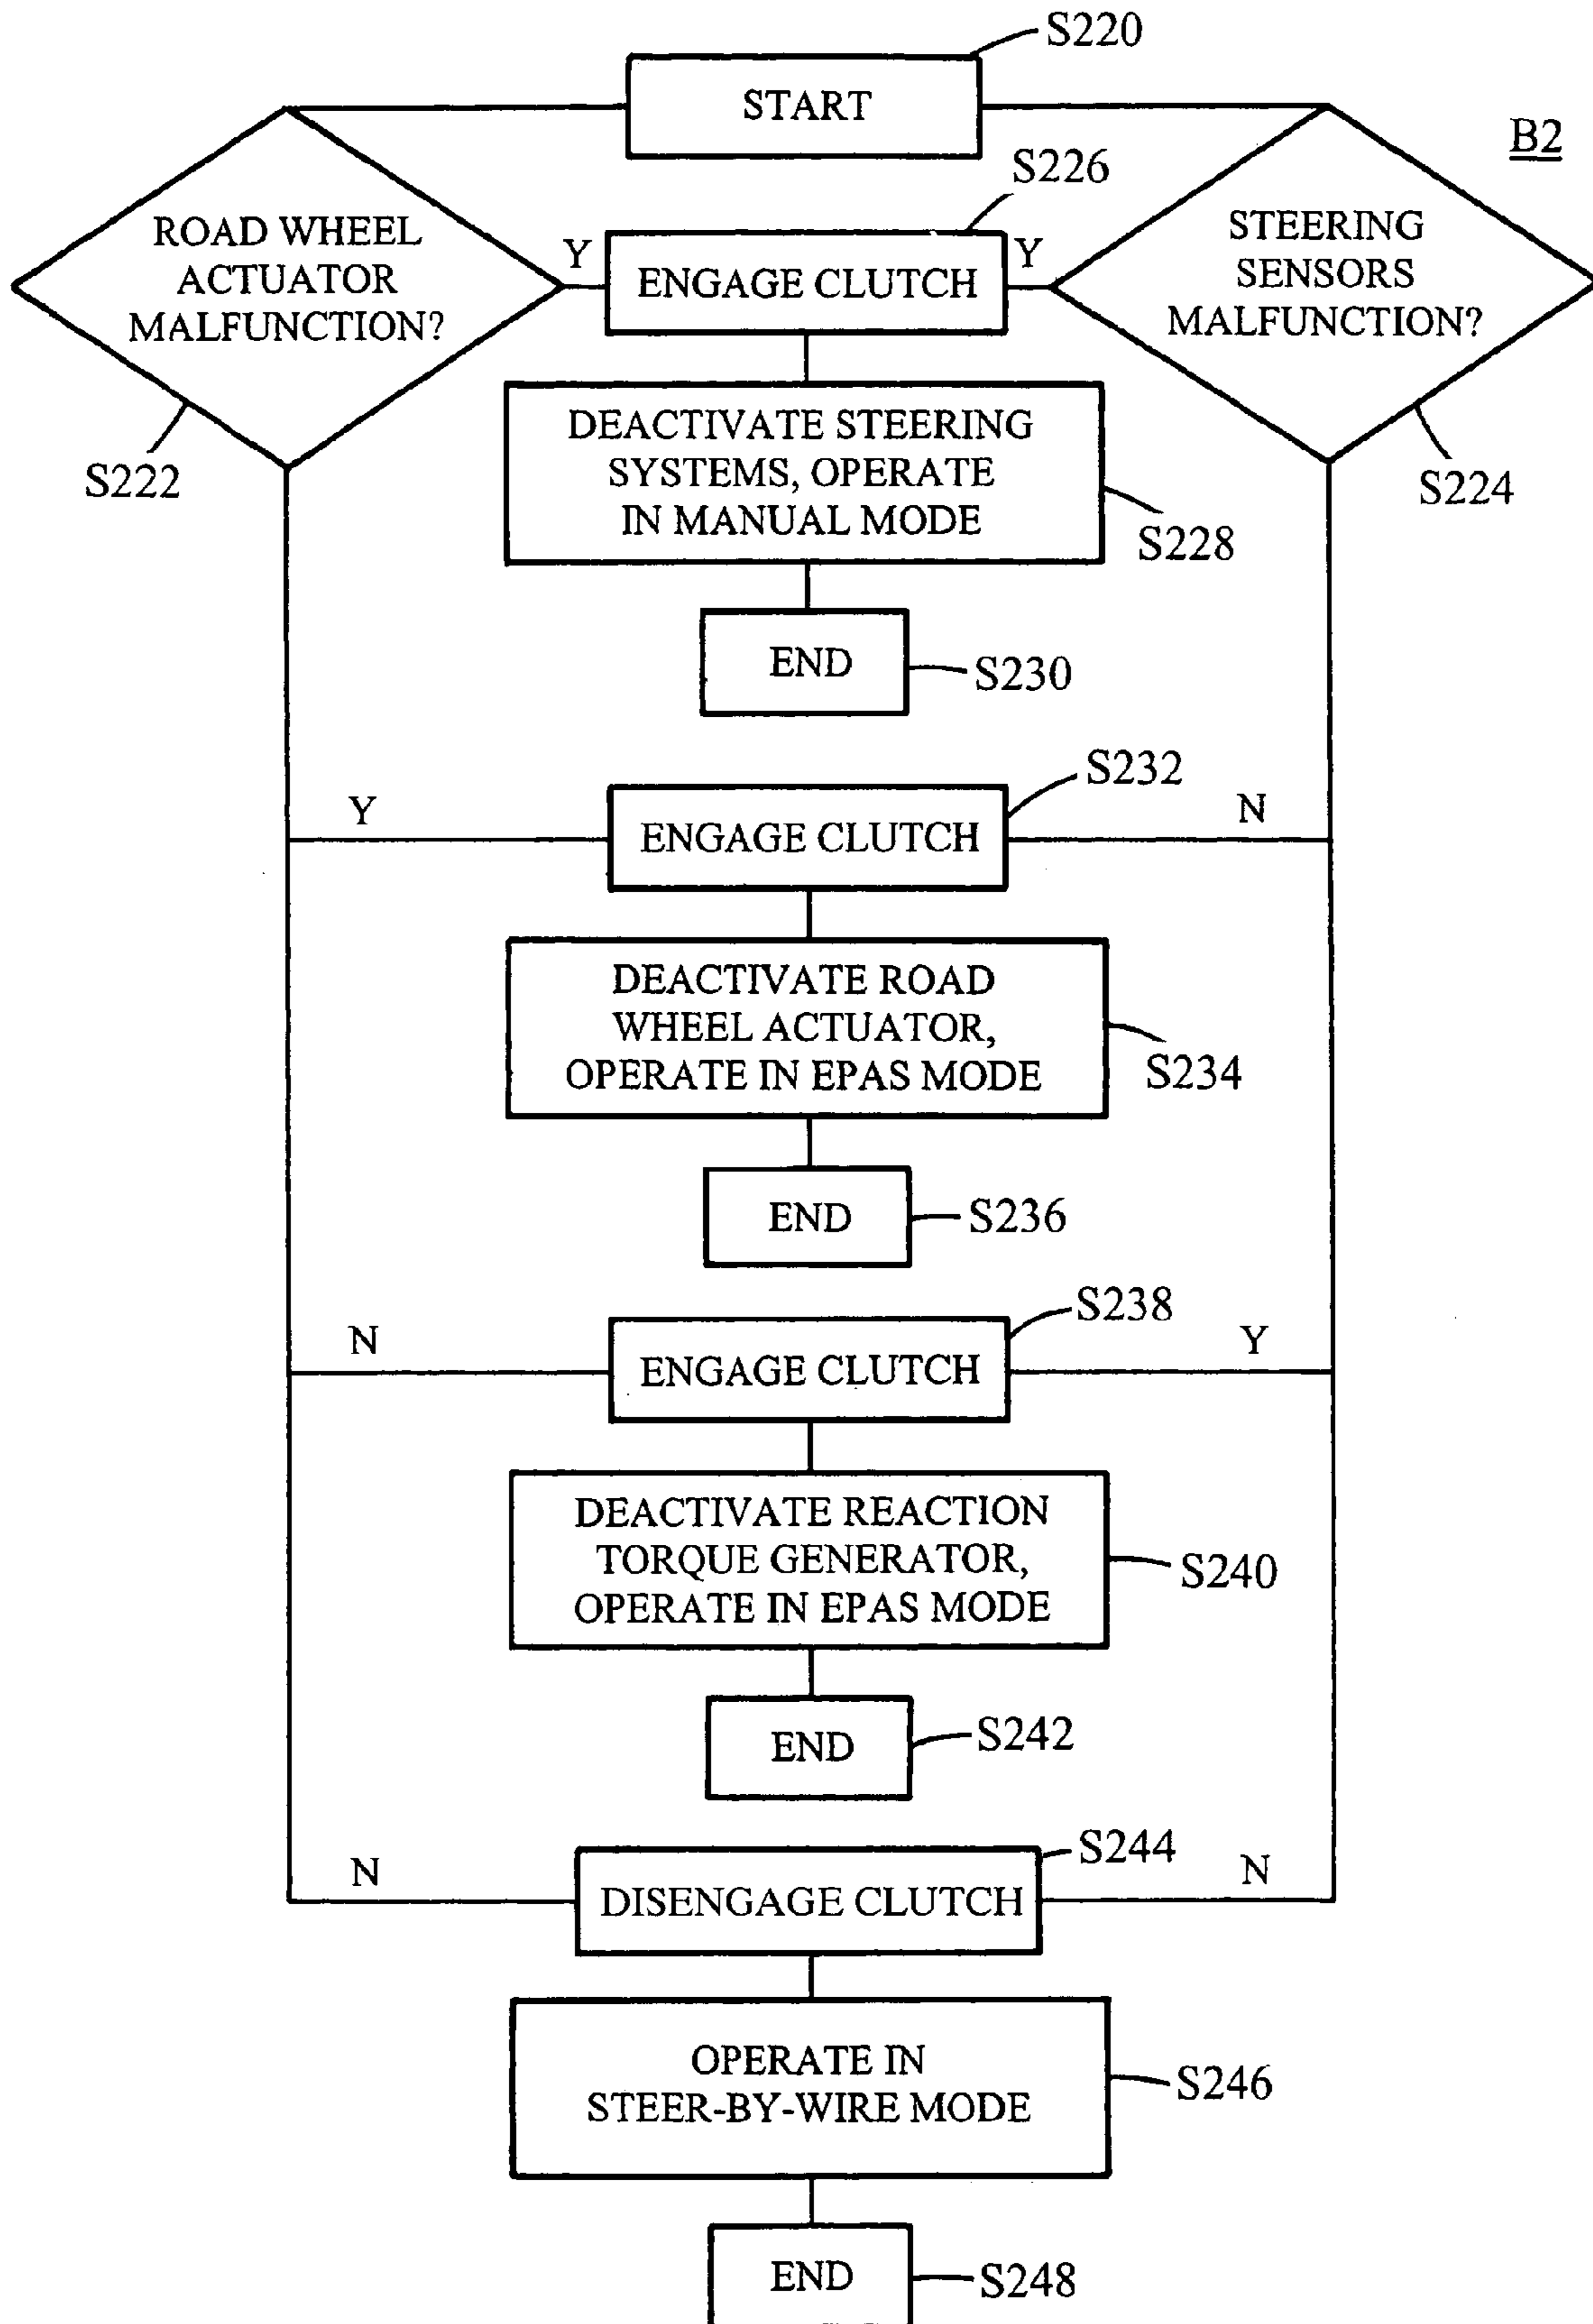 S220
START
B2
S226
ROAD WHEEL
ACTUATOR
MALFUNCTION?
Y
ENGAGE CLUTCH
Y
STEERING
SENSORS
MALFUNCTION?
S222
DEACTIVATE STEERING
SYSTEMS, OPERATE
IN MANUAL MODE
S224
S228
END
S230
S232
Y
ENGAGE CLUTCH
N
DEACTIVATE ROAD
WHEEL ACTUATOR,
OPERATE IN EPAS MODE
S234
END
S236
S238
N
ENGAGE CLUTCH
Y
DEACTIVATE REACTION
TORQUE GENERATOR,
OPERATE IN EPAS MODE
S240
END
S242
S244
N
DISENGAGE CLUTCH
N
OPERATE IN
STEER-BY-WIRE MODE
S246
END
S248